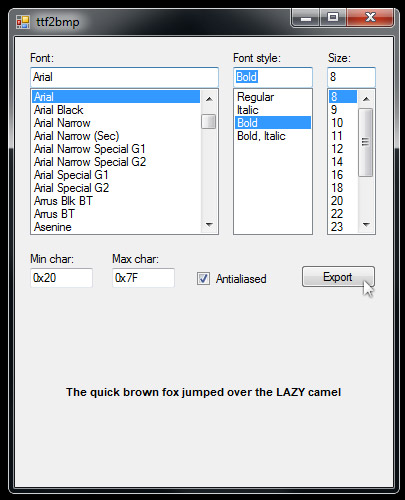 ttf2bmp
Font: Font style: Size:
Arial Bold 8
Arial Regular 8
Arial Black Italic 9
Arial Narrow Bold 10
Arial Narrow (Sec) Bold, Italic 11
Arial Narrow Special G1 12
Arial Narrow Special G2 14
Arial Special G1 16
Arial Special G2 18
Arrus Blk BT 20
Arrus BT 22
Asenine 23
Min char: Max char:
0x20 0x7F Antialiased Export
The quick brown fox jumped over the LAZY camel